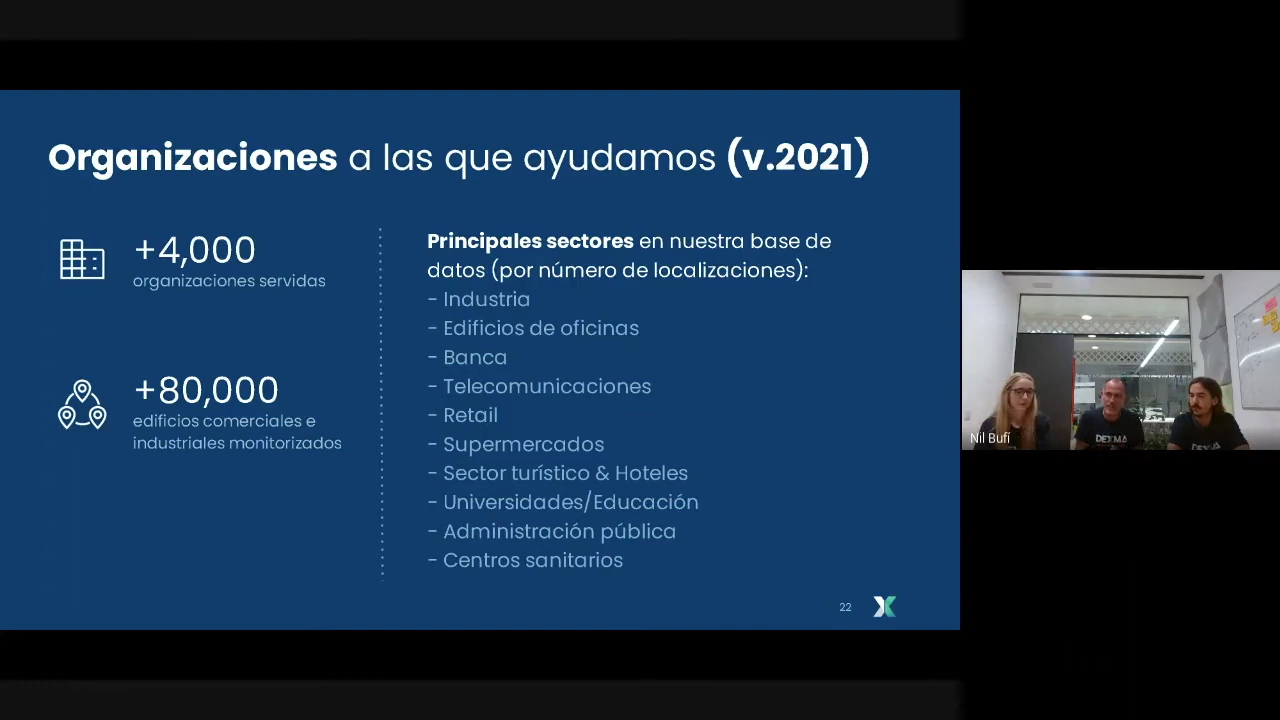 Organizaciones a las que ayudamos (v.2021)
+4,000
organizaciones servidas
+80,000
edificios comerciales e
industriales monitorizados
Principales sectores en nuestra base de
datos (por número de localizaciones):
- Industria
- Edificios de oficinas
- Banca
- Telecomunicaciones
- Retail
- Supermercados
- Sector turístico & Hoteles
- Universidades/Educación
- Administración pública
- Centros sanitarios
22
Nil Bufí
DEXMA
DEXMA